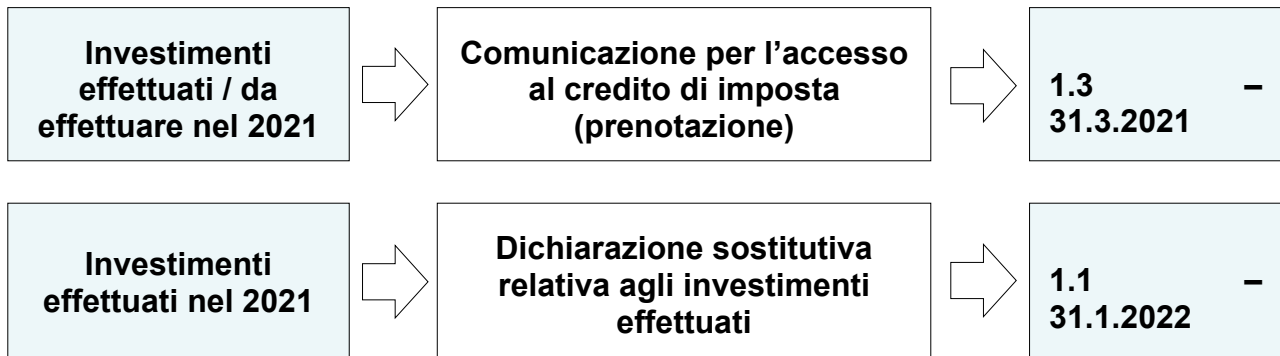 Investimenti
effettuati / da
effettuare nel 2021
Comunicazione per l’accesso
al credito di imposta
(prenotazione)
1.3 –
31.3.2021
Investimenti
effettuati nel 2021
Dichiarazione sostitutiva
relativa agli investimenti
effettuati
1.1 –
31.1.2022